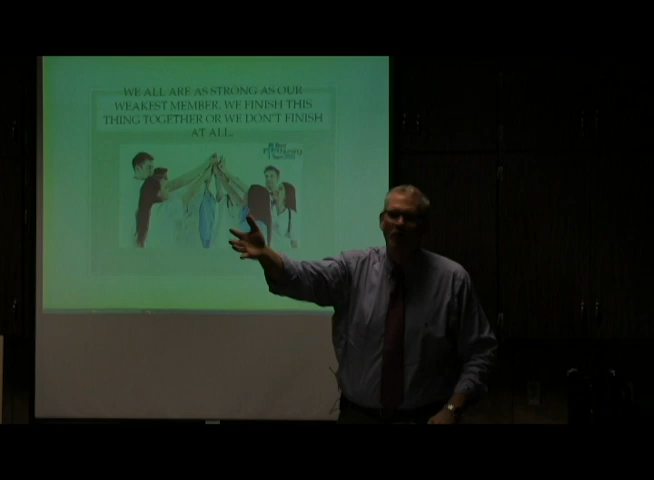 WE ALL ARE AS STRONG AS OUR
WEAKEST MEMBER. WE FINISH THIS
THING TOGETHER OR WE DON'T FINISH
AT ALL.